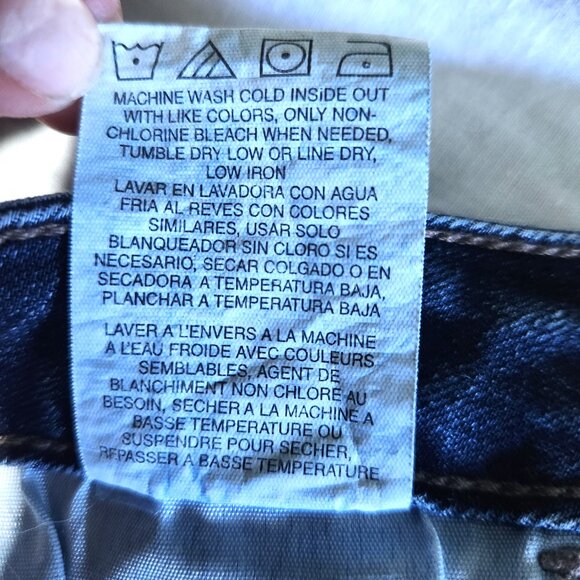 MACHINE WASH COLD INSiDE OUT
WITH LIKE COLORS, ONLY NON-
CHLORINE BLEACH WHEN NEEDED,
TUMBLE DRY LOW OR LINE DRY,
LOW IRON
LAVAR EN LAVADORA CON AGUA
FRIA AL REVES CON COLORES
SIMILARES, USAR SOLO
BLANQUEADOR SIN CLORO SI ES
NECESARIO, SECAR COLGADO O EN
SECADORA A TEMPERATURA BAJA,
PLANCHAR A TEMPERATURA BAJA
LAVER A L'ENVERS A LA MACHINE
A L'EAU FROIDE AVEC COULEURS
SEMBLABLES, AGENT DE
BLANCHIMENT NON CHLORE AU
BESOIN, SECHER A LA MACHINE A
BASSE TEMPERATURE OU
SUSPENDRE POUR SECHER,
REPASSER A BASSE TEMPERATURE